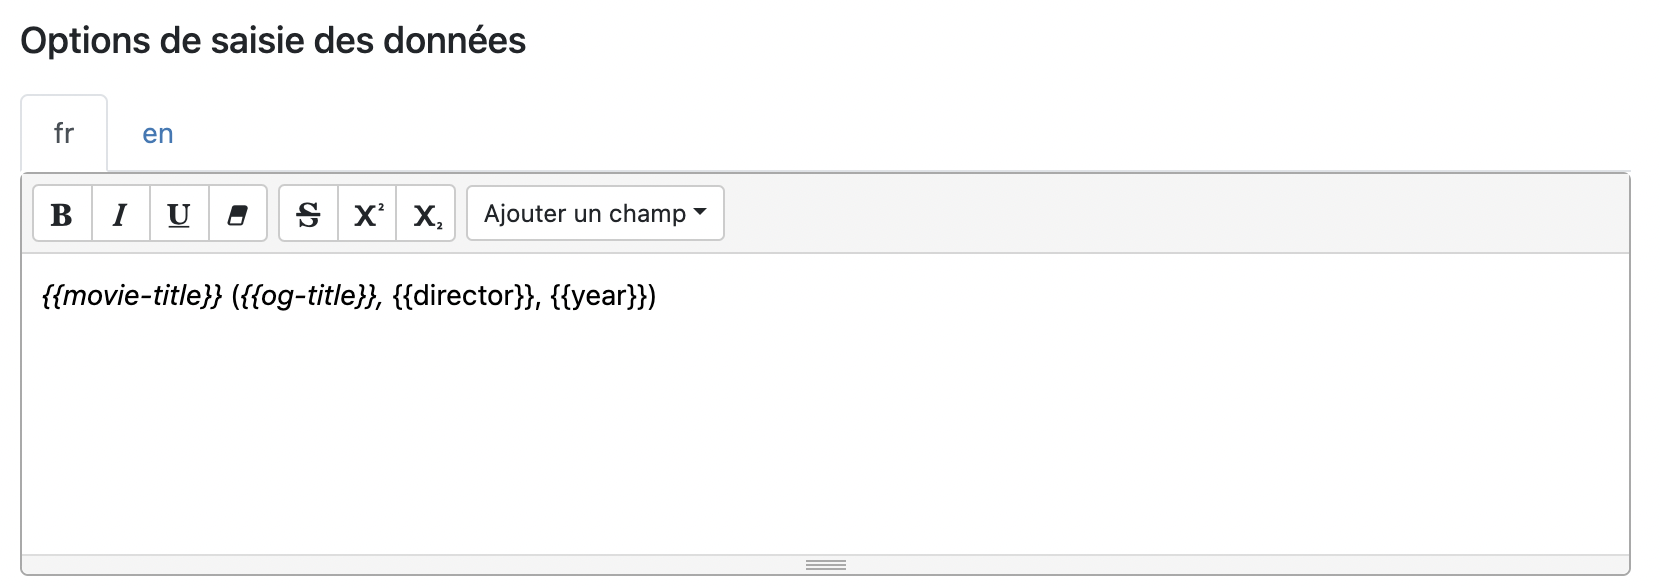 Options de saisie des données
fr en
B I U S X² X₂ Ajouter un champ
{{movie-title}} ({{og-title}}, {{director}}, {{year}})